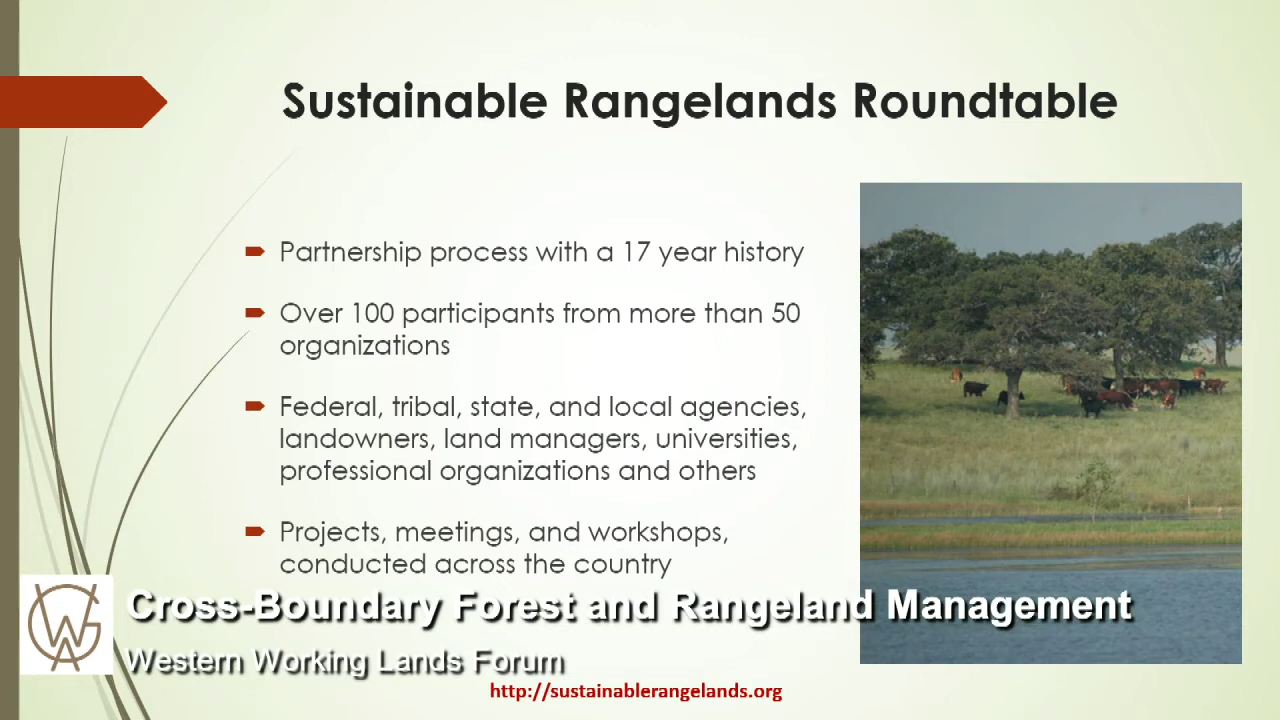 Sustainable Rangelands Roundtable
Partnership process with a 17 year history
Over 100 participants from more than 50
organizations
Federal, tribal, state, and local agencies,
landowners, land managers, universities,
professional organizations and others
Projects, meetings, and workshops,
conducted across the country
WGA
Cross-Boundary Forest and Rangeland Management
Western Working Lands Forum
http://sustainablerangelands.org